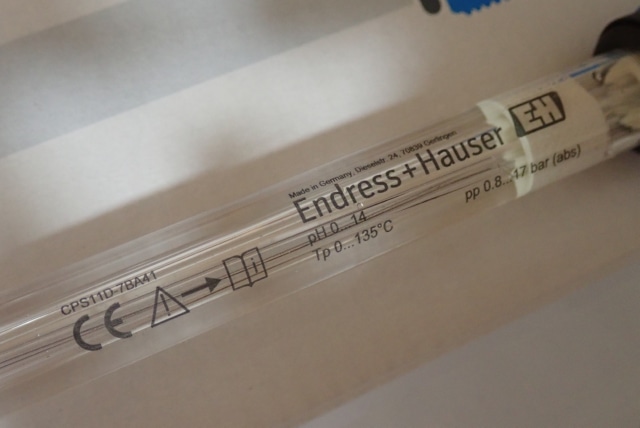 Made in Germany, Dieselstr. 24, 70839 Gerlingen
Endress+Hauser
EH
pH 0...14
Tp 0...135°C
pp 0.8...17 bar (abs)
CPS11D-7BA41
CE
i